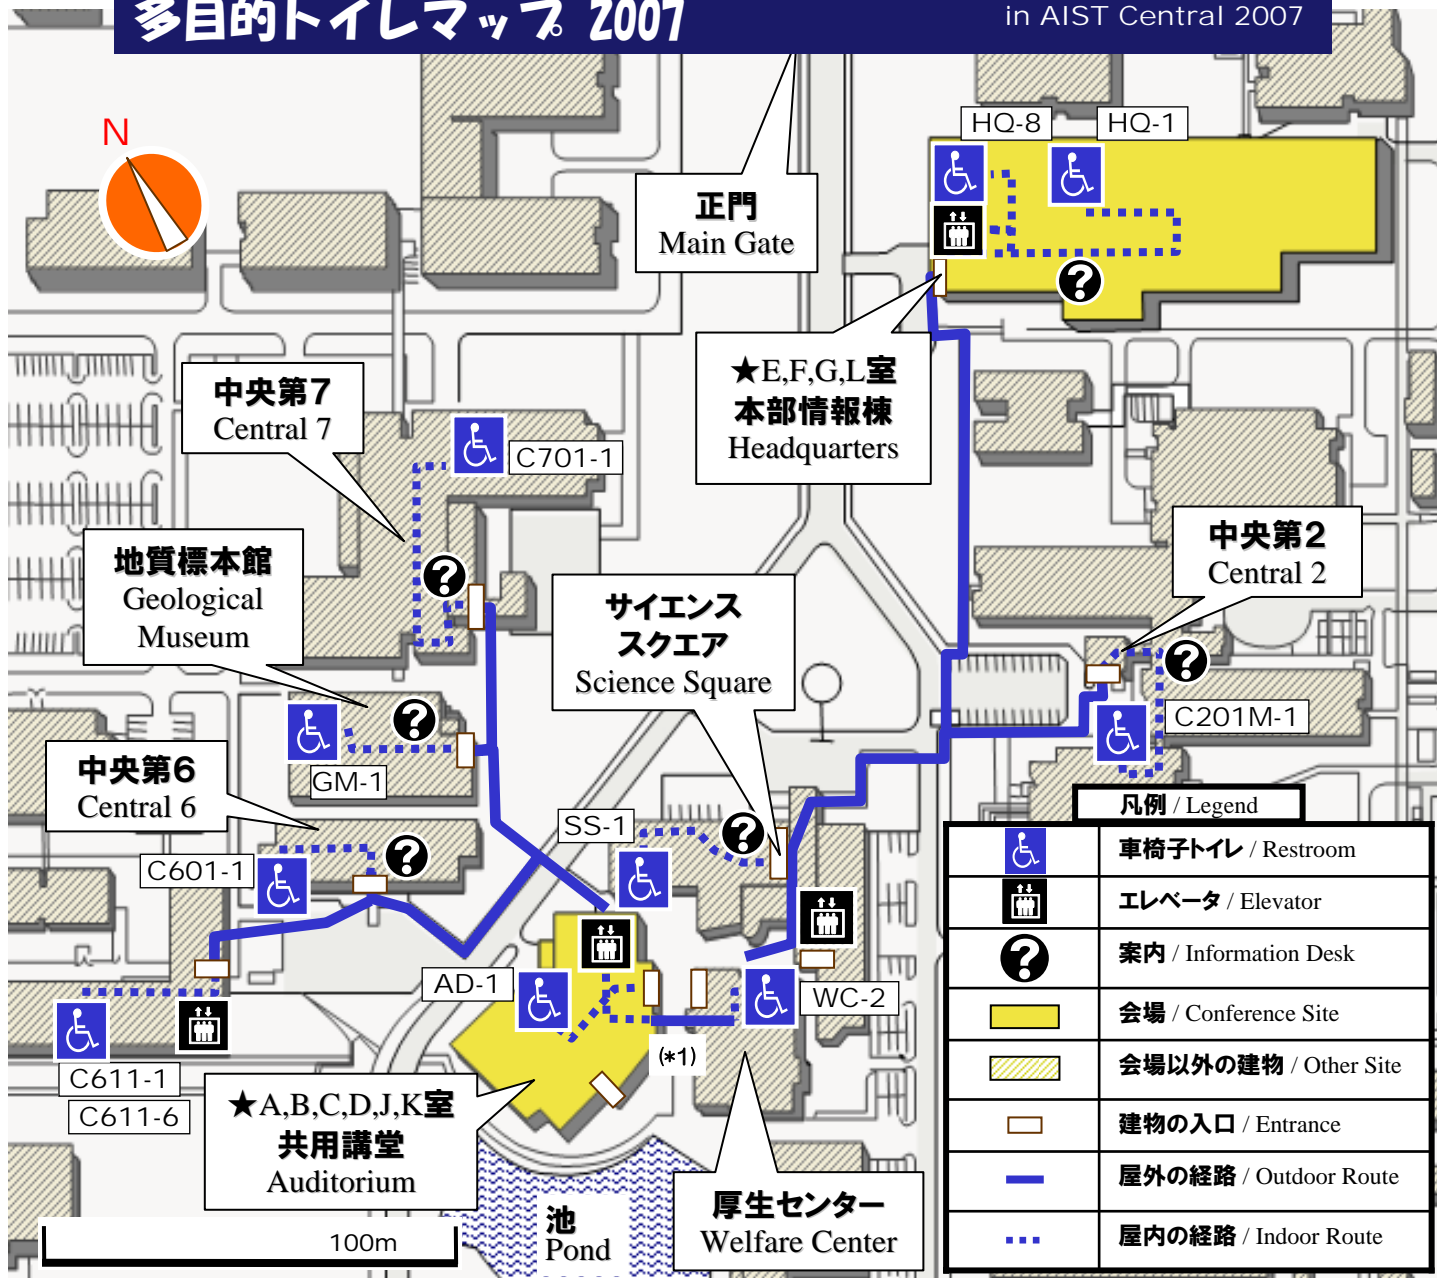 多目的トイレマップ 2007
in AIST Central 2007
N
HQ-8
HQ-1
正門
Main Gate
★E,F,G,L室
本部情報棟
Headquarters
中央第7
Central 7
C701-1
地質標本館
Geological
Museum
サイエンス
スクエア
Science Square
中央第2
Central 2
C201M-1
GM-1
中央第6
Central 6
C601-1
SS-1
AD-1
WC-2
(*1)
C611-1
C611-6
★A,B,C,D,J,K室
共用講堂
Auditorium
池
Pond
厚生センター
Welfare Center
100m
凡例 / Legend
車椅子トイレ / Restroom
エレベータ / Elevator
案内 / Information Desk
会場 / Conference Site
会場以外の建物 / Other Site
建物の入口 / Entrance
屋外の経路 / Outdoor Route
屋内の経路 / Indoor Route